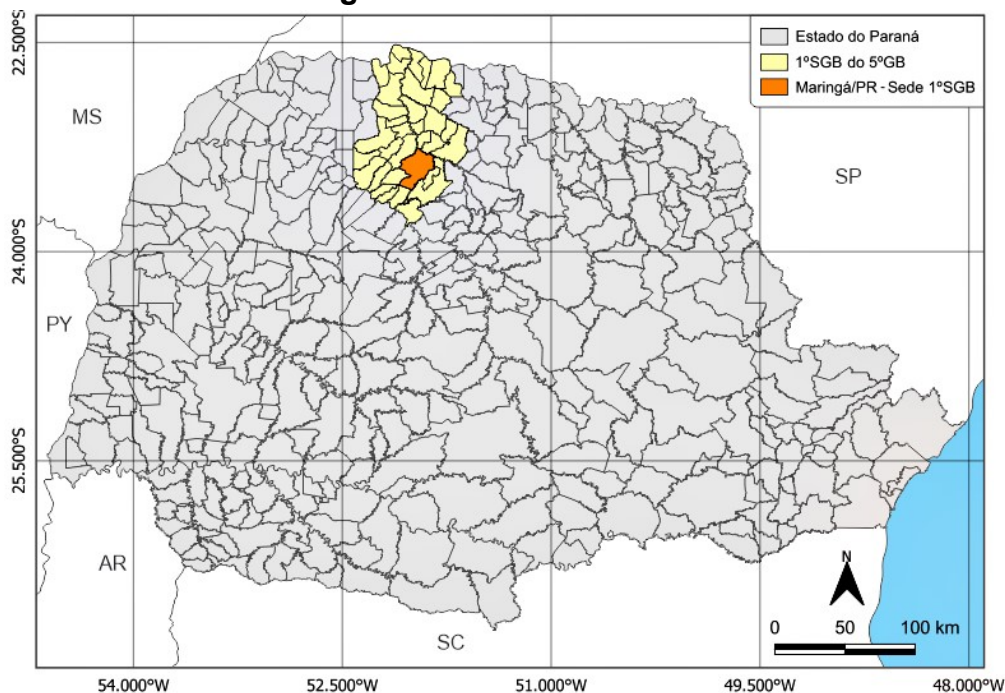 g
22.500°S
Estado do Paraná
1ºSGB do 5ºGB
Maringá/PR - Sede 1ºSGB
MS
SP
24.000°S
PY
25.500°S
AR
N
0 50 100 km
SC
54.000°W 52.500°W 51.000°W 49.500°W 48.000°W